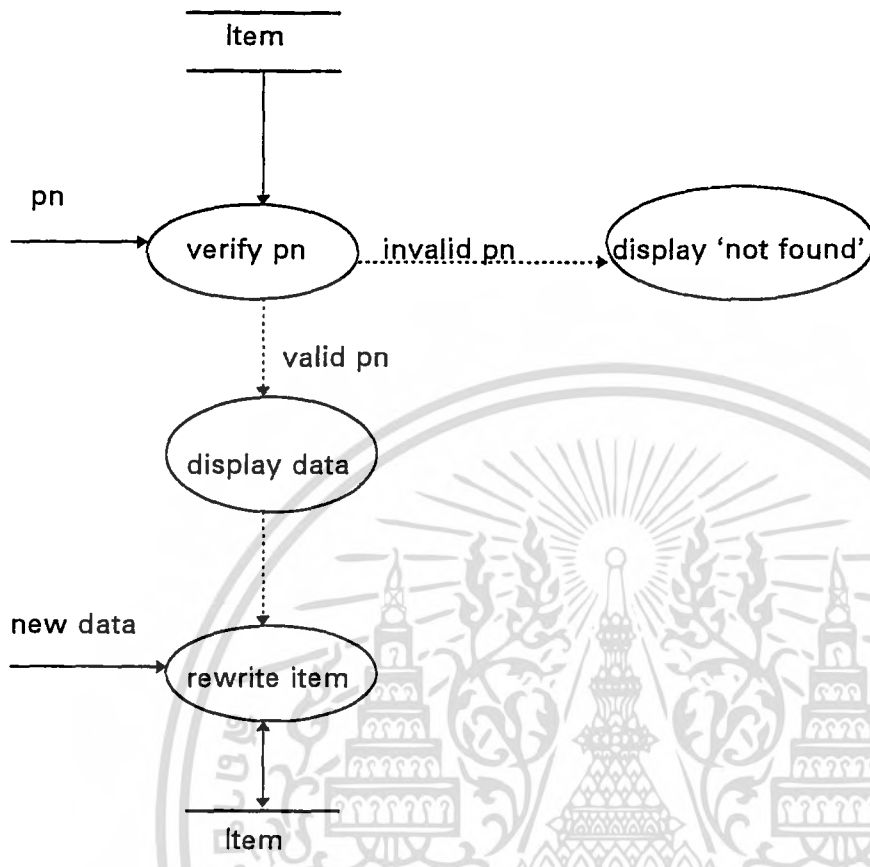 Item
pn
verify pn
invalid pn
display ‘not found’
valid pn
display data
new data
rewrite item
Item